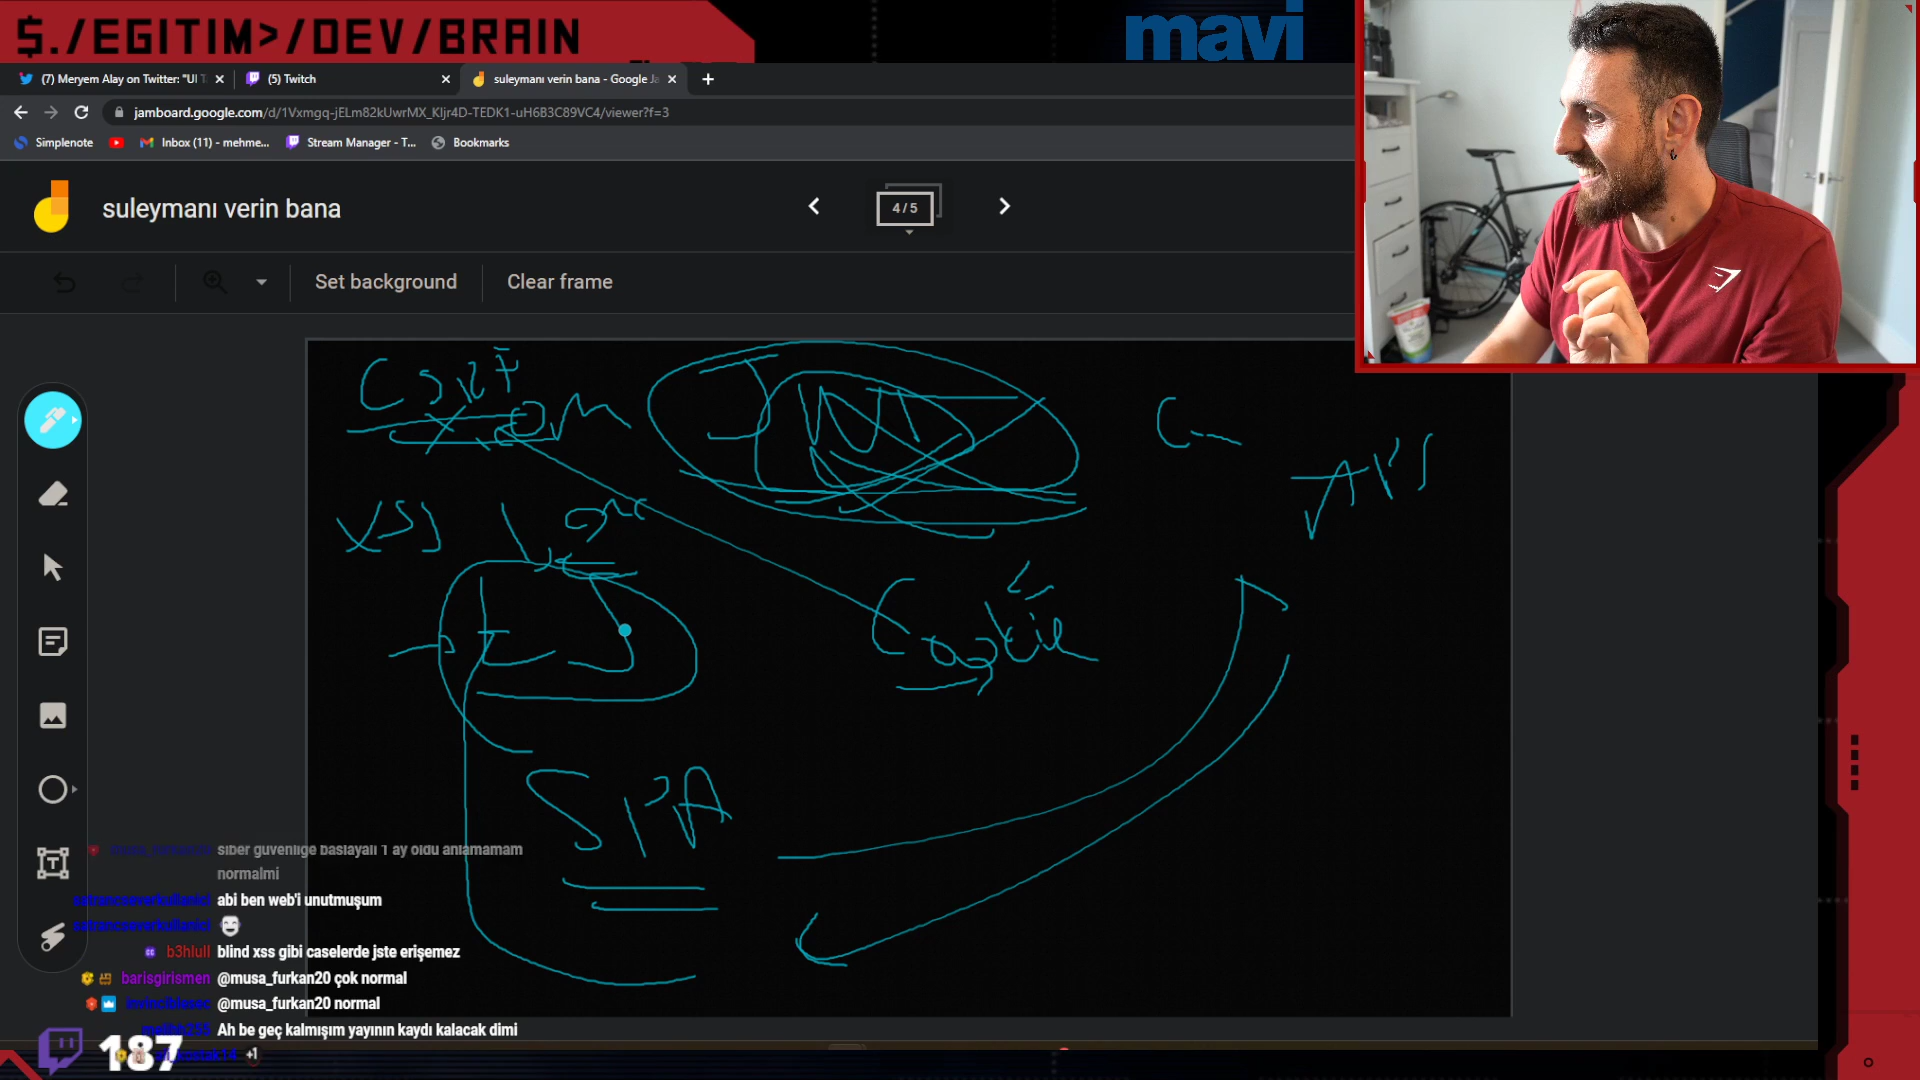 $./EGITIM>/DEV/BRAIN
mavi
(7) Meryem Alay on Twitter: "UI
(5) Twitch
suleymanı verin bana - Google Ja
jamboard.google.com/d/1Vxmgq-jELm82kUwrMX_KIjr4D-TEDK1-uH6B3C89VC4/viewer?f=3
Simplenote
Inbox (11) - mehme...
Stream Manager - T...
Bookmarks
suleymanı verin bana
4 / 5
Set background
Clear frame
CSRF
XSS
Cookie
API
SPA
siber güvenliğe başlayalı 1 ay oldu anlamamam
normalmi
abi ben web'i unutmuşum
b3hlull blind xss gibi caselerde jste erişemez
barisgirismen @musa_furkan20 çok normal
@musa_furkan20 normal
Ah be geç kalmışım yayının kaydı kalacak dimi
187
+1